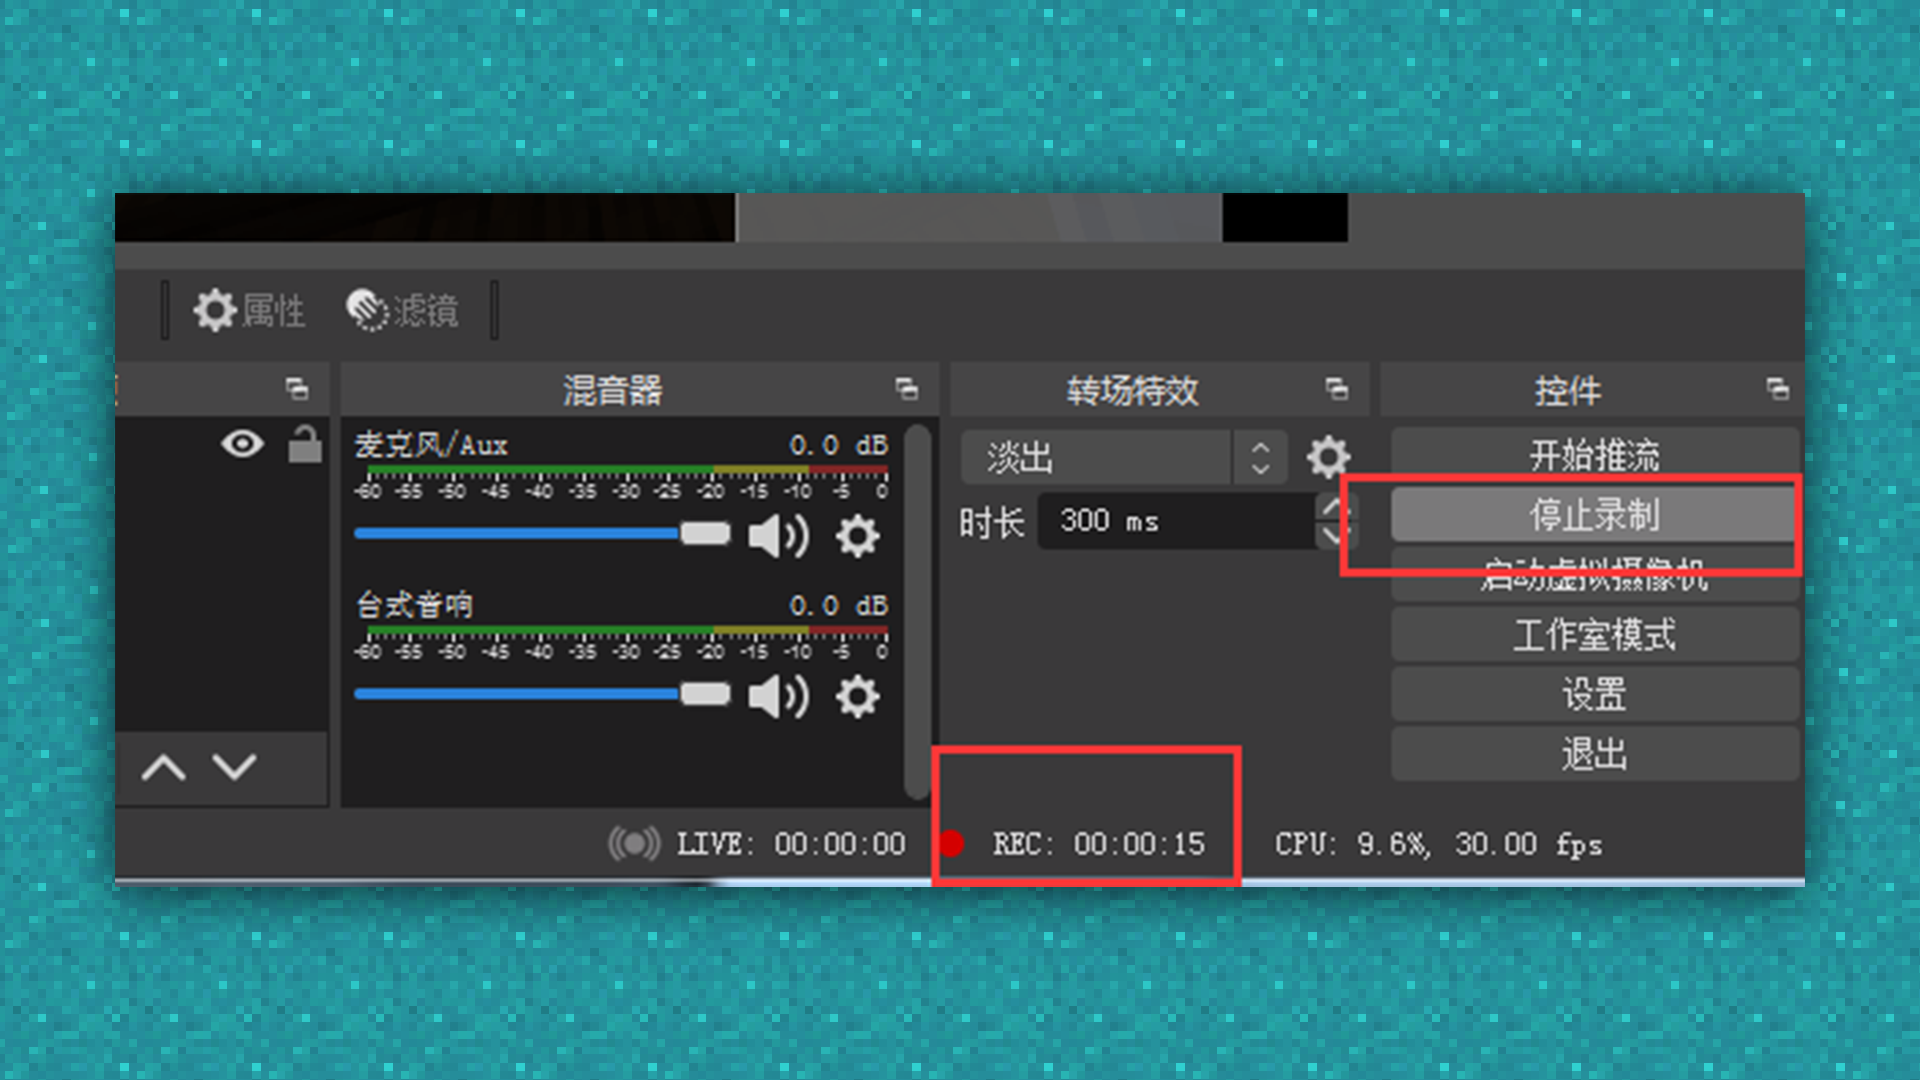 属性 滤镜
混音器 转场特效 控件
麦克风/Aux 0.0 dB
-60 -55 -50 -45 -40 -35 -30 -25 -20 -15 -10 -5 0
台式音响 0.0 dB
-60 -55 -50 -45 -40 -35 -30 -25 -20 -15 -10 -5 0
淡出
时长 300 ms
开始推流
停止录制
启动虚拟摄像机
工作室模式
设置
退出
LIVE: 00:00:00 REC: 00:00:15 CPU: 9.6%, 30.00 fps